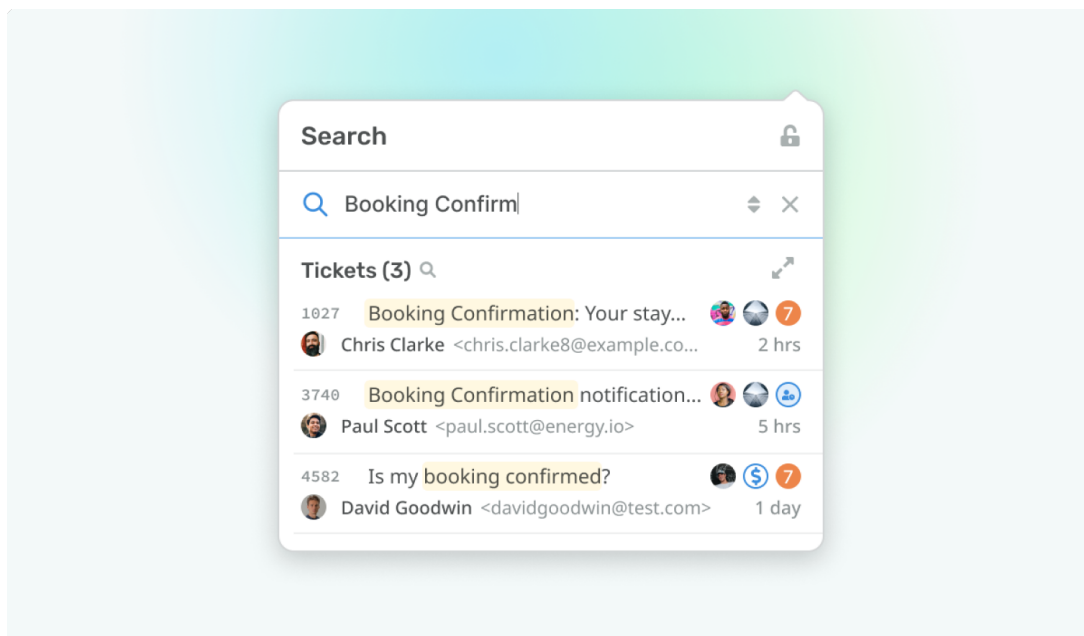 Search
Booking Confirm
Tickets (3)
1027 Booking Confirmation: Your stay... 7
Chris Clarke <chris.clarke8@example.co... 2 hrs
3740 Booking Confirmation notification...
Paul Scott <paul.scott@energy.io> 5 hrs
4582 Is my booking confirmed? $ 7
David Goodwin <davidgoodwin@test.com> 1 day